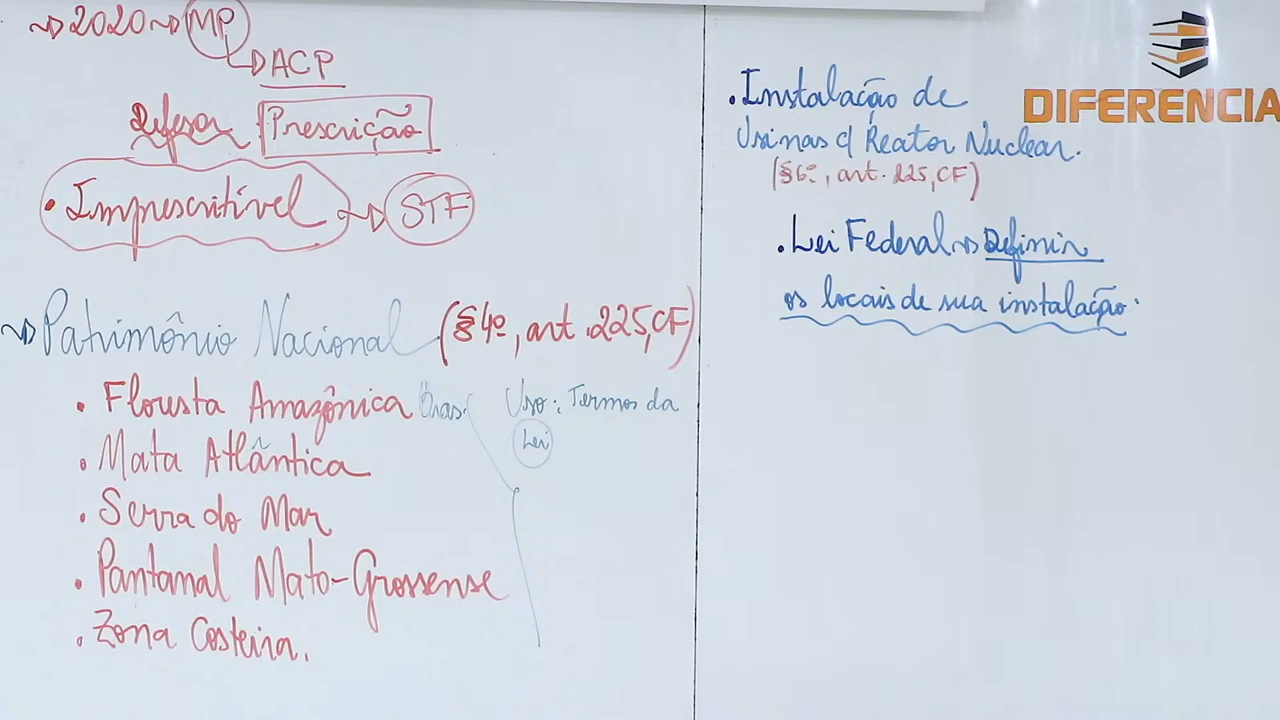 → 2020 → MP
→ ACP
Defesa Prescrição
• Imprescritível → STF
→ Patrimônio Nacional (§4º, art. 225, CF)
• Floresta Amazônica Bras. Uso: Termos da
Lei
• Mata Atlântica
• Serra do Mar
• Pantanal Mato-Grossense
• Zona Costeira.
DIFERENCIA
• Instalação de
Usinas c/ Reator Nuclear.
(§6º, art. 225, CF)
• Lei Federal → Definir
os locais de sua instalação.